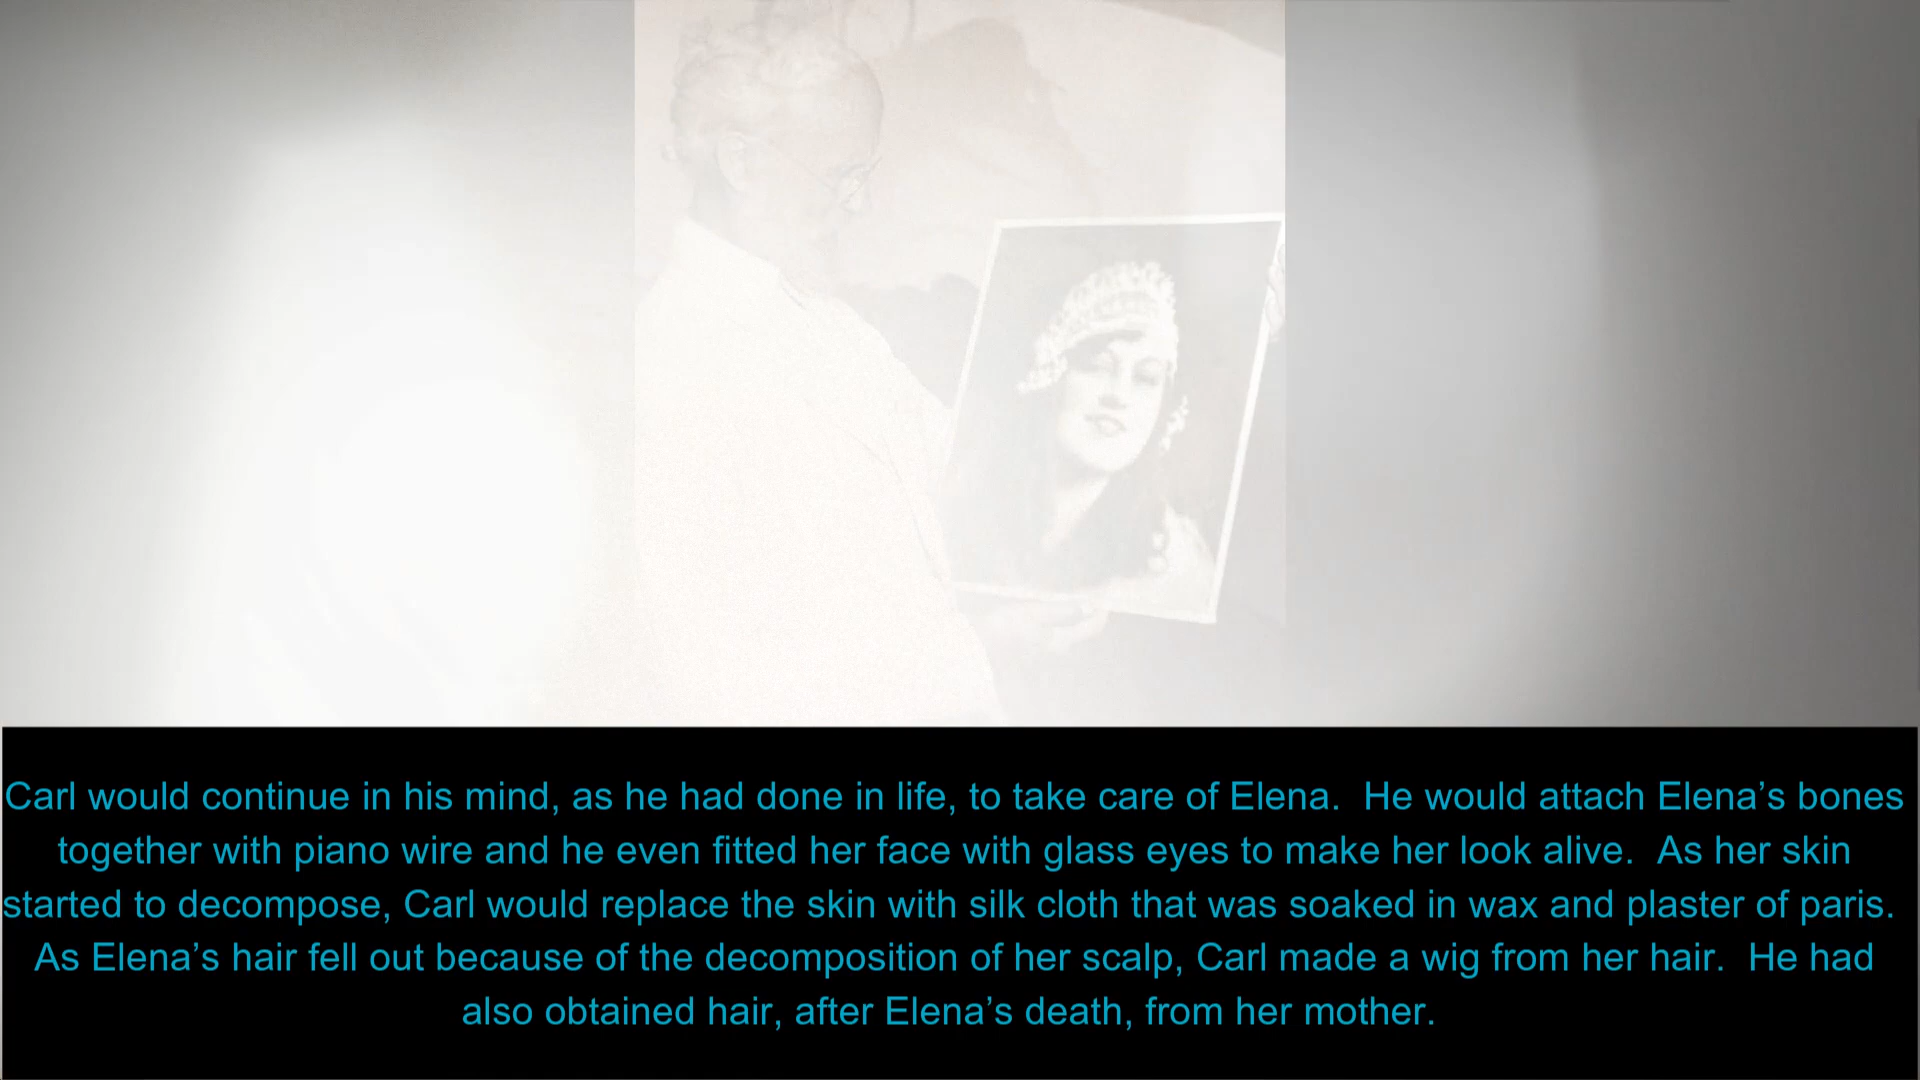 Carl would continue in his mind, as he had done in life, to take care of Elena.  He would attach Elena’s bones
together with piano wire and he even fitted her face with glass eyes to make her look alive.  As her skin
started to decompose, Carl would replace the skin with silk cloth that was soaked in wax and plaster of paris.
As Elena’s hair fell out because of the decomposition of her scalp, Carl made a wig from her hair.  He had
also obtained hair, after Elena’s death, from her mother.